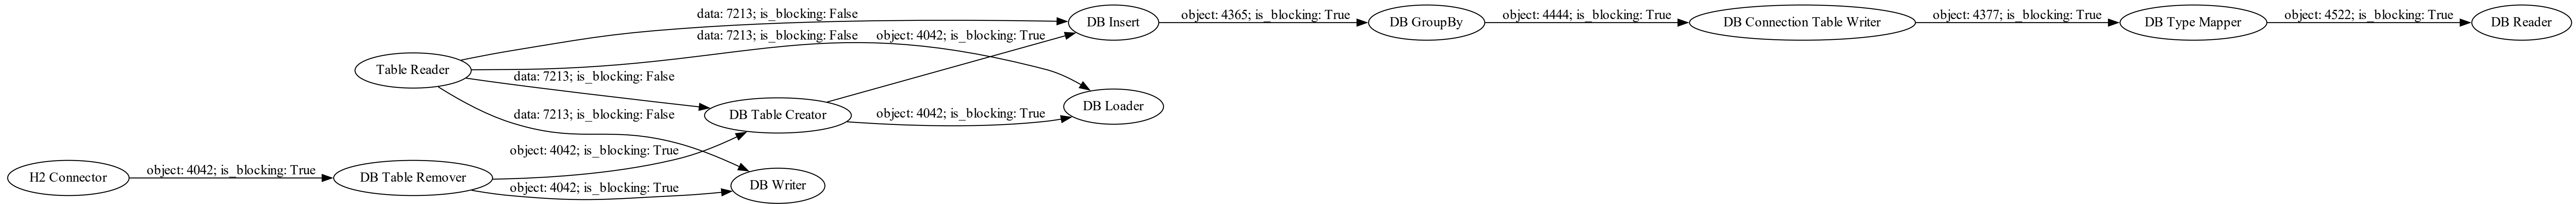 data: 7213; is_blocking: False
DB Insert
object: 4365; is_blocking: True
DB GroupBy
object: 4444; is_blocking: True
DB Connection Table Writer
object: 4377; is_blocking: True
DB Type Mapper
object: 4522; is_blocking: True
DB Reader
data: 7213; is_blocking: False
object: 4042; is_blocking: True
Table Reader
data: 7213; is_blocking: False
DB Loader
data: 7213; is_blocking: False
DB Table Creator
object: 4042; is_blocking: True
object: 4042; is_blocking: True
H2 Connector
object: 4042; is_blocking: True
DB Table Remover
object: 4042; is_blocking: True
DB Writer